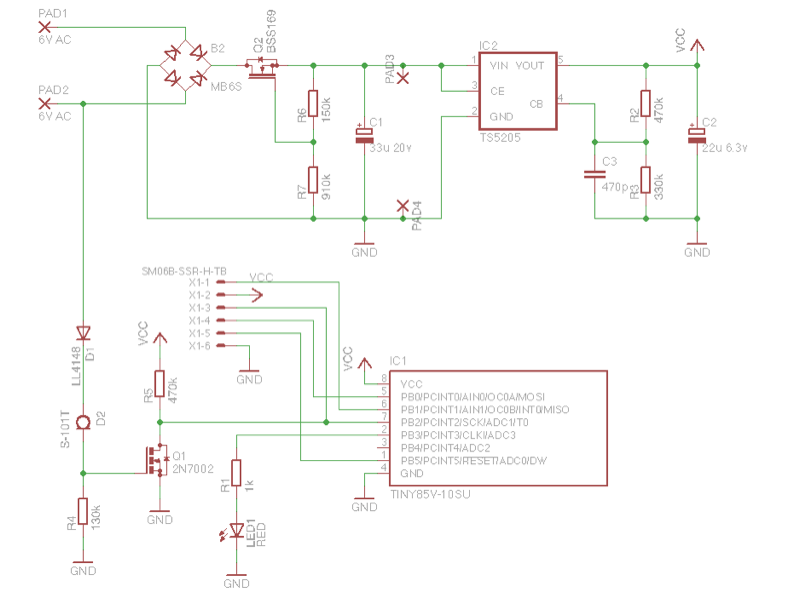 PAD1
6V AC
PAD2
6V AC
B2
MB6S
Q2
BSS169
R6
150k
R7
910k
C1
33u 20v
GND
PAD3
PAD4
IC2
1 VIN VOUT 5
3 CE
CB 4
2 GND
TS5205
R2
470k
C3
470p
R3
330k
VCC
C2
22u 6.3v
GND
SM06B-SSR-H-TB
X1-1
X1-2
X1-3
X1-4
X1-5
X1-6
VCC
GND
LL4148
D1
S-101T
D2
R4
130k
GND
VCC
R5
470k
Q1
2N7002
GND
R1
1k
LED1
RED
GND
VCC
GND
IC1
8 VCC
5 PB0/PCINT0/AIN0/OC0A/MOSI
6 PB1/PCINT1/AIN1/OC0B/INT0/MISO
7 PB2/PCINT2/SCK/ADC1/T0
2 PB3/PCINT3/CLKI/ADC3
3 PB4/PCINT4/ADC2
1 PB5/PCINT5/RESET/ADC0/DW
4 GND
TINY85V-10SU